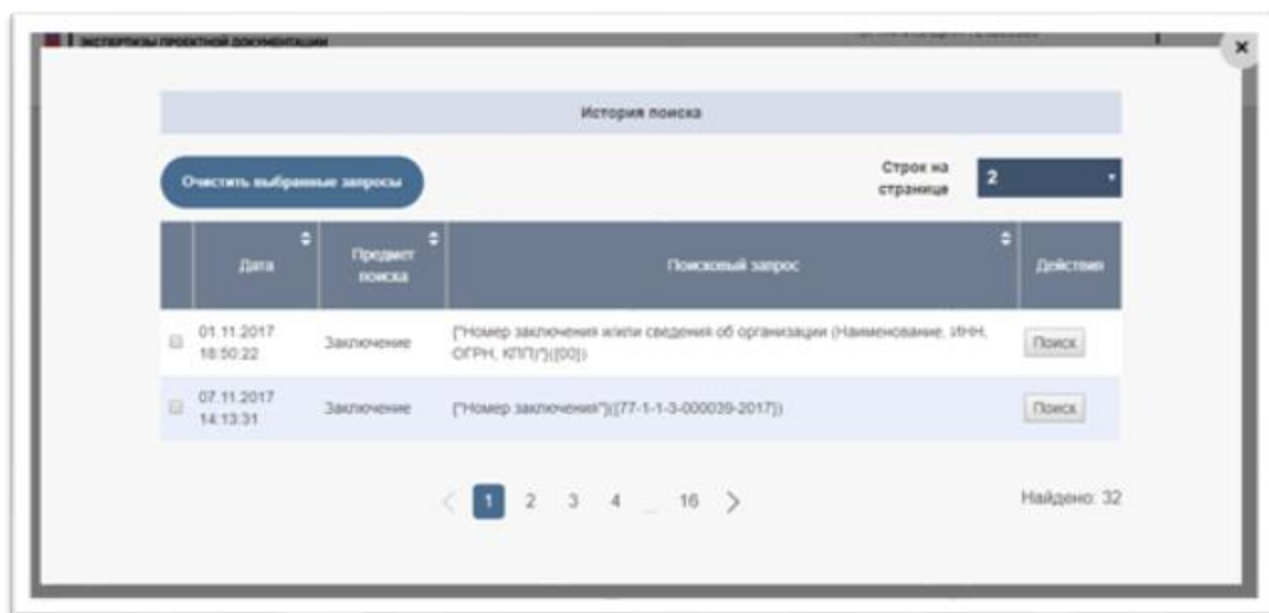 ЭКСПЕРТИЗЫ ПРОЕКТНОЙ ДОКУМЕНТАЦИИ
×
История поиска
Очистить выбранные запросы
Строк на
странице
2
Дата
Предмет
поиска
Поисковый запрос
Действия
01.11.2017
18:50:22
Заключение
{"Номер заключения и/или сведения об организации (Наименование, ИНН,
ОГРН, КПП)"}({00})
Поиск
07.11.2017
14:13:31
Заключение
{"Номер заключения"}({77-1-1-3-000039-2017})
Поиск
< 1 2 3 4 ... 16 >
Найдено: 32